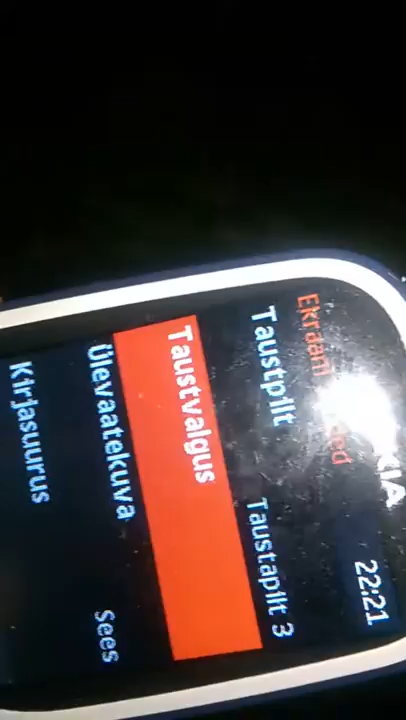 22:21
Taustpilt
Taustapilt 3
Taustvalgus
Ülevaatekuva
Sees
Kirjasuurus